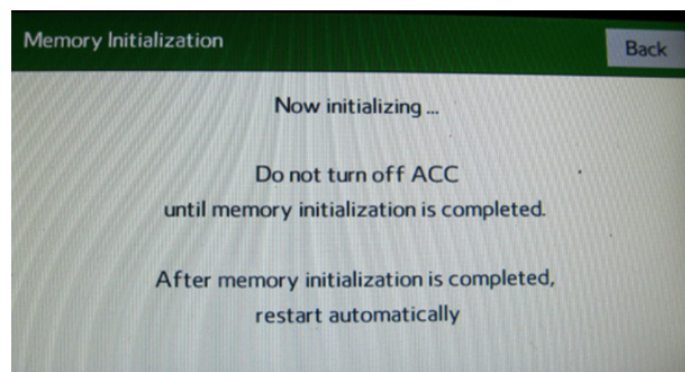 Memory Initialization
Back
Now initializing ...
Do not turn off ACC
until memory initialization is completed.
After memory initialization is completed,
restart automatically